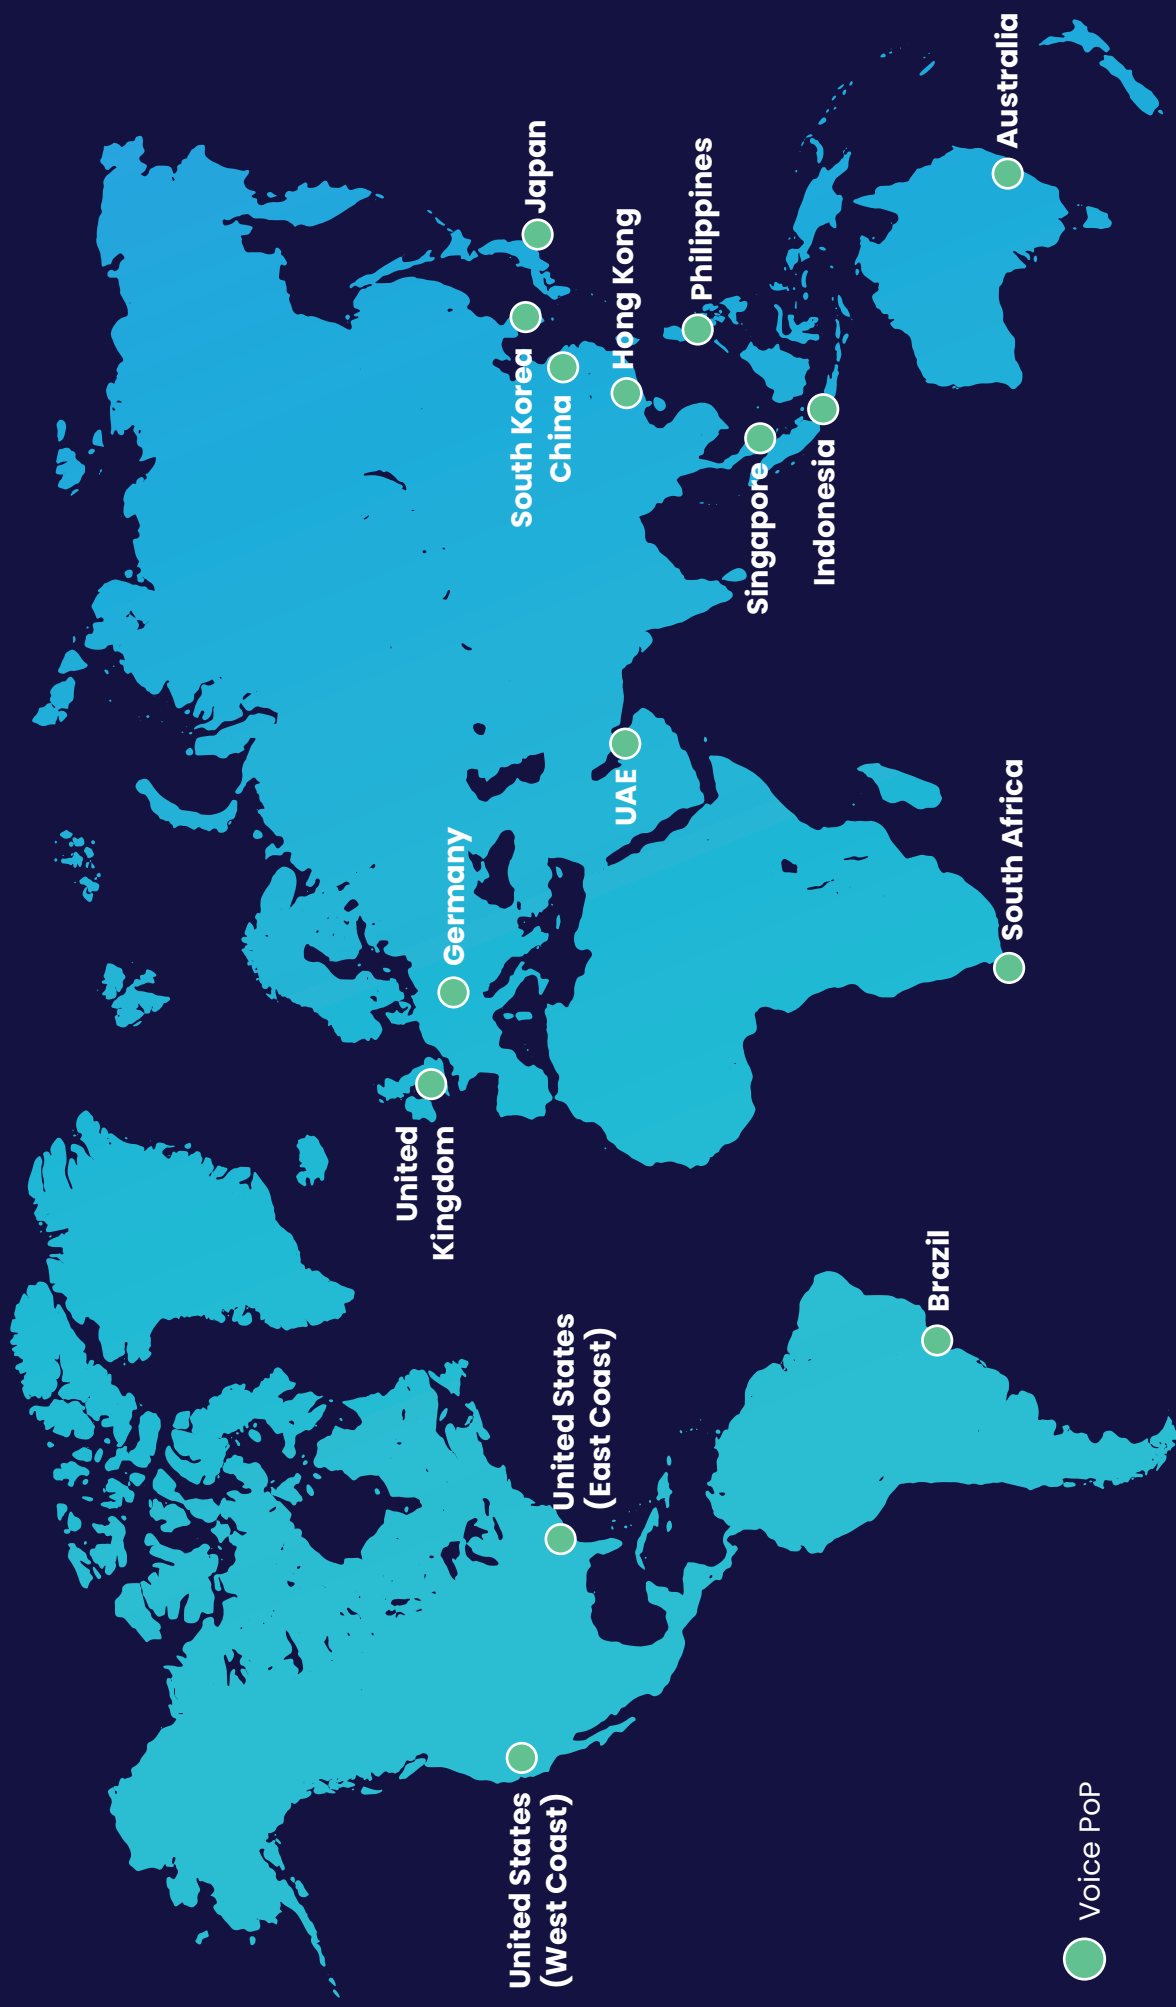 United
Kingdom
Germany
United States
(West Coast)
United States
(East Coast)
South Korea
Japan
China
UAE
Hong Kong
Philippines
Singapore
Indonesia
Brazil
South Africa
Australia
Voice PoP